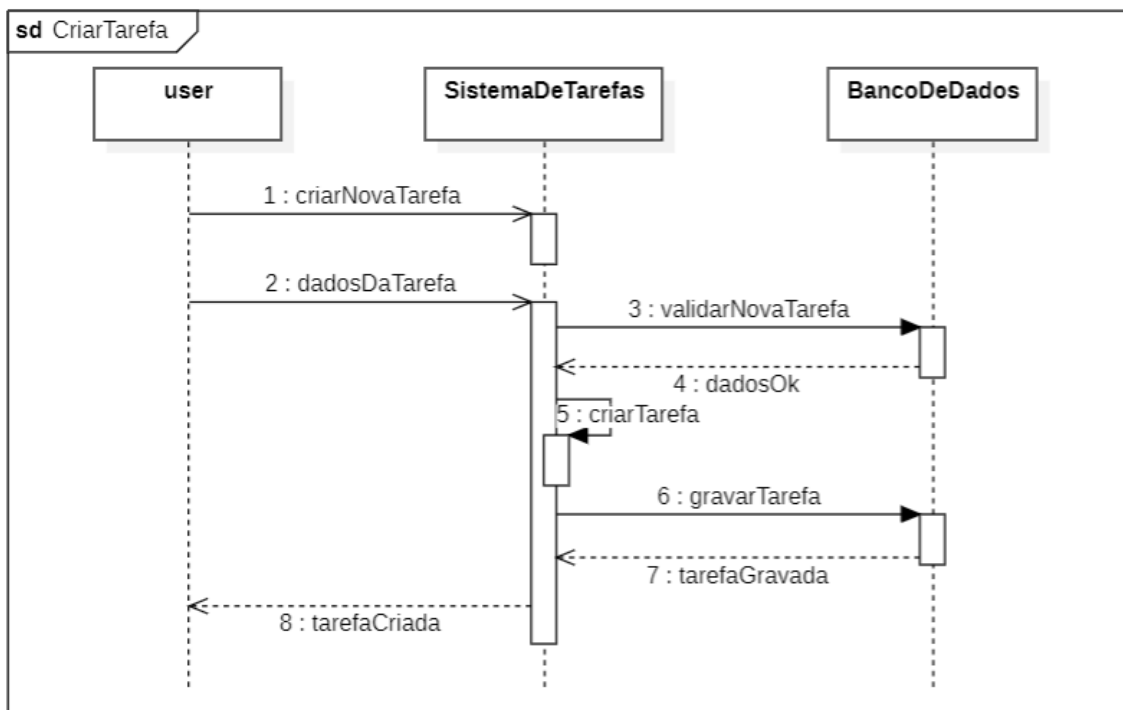 sd CriarTarefa
user
SistemaDeTarefas
BancoDeDados
1 : criarNovaTarefa
2 : dadosDaTarefa
3 : validarNovaTarefa
4 : dadosOk
5 : criarTarefa
6 : gravarTarefa
7 : tarefaGravada
8 : tarefaCriada